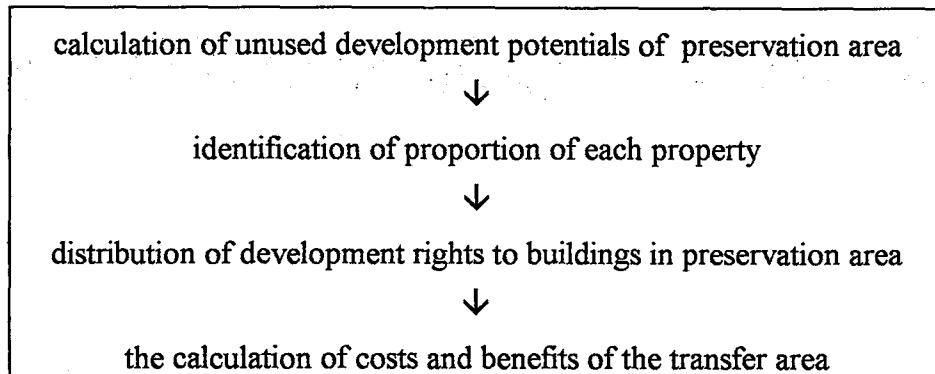 calculation of unused development potentials of preservation area
↓
identification of proportion of each property
↓
distribution of development rights to buildings in preservation area
↓
the calculation of costs and benefits of the transfer area